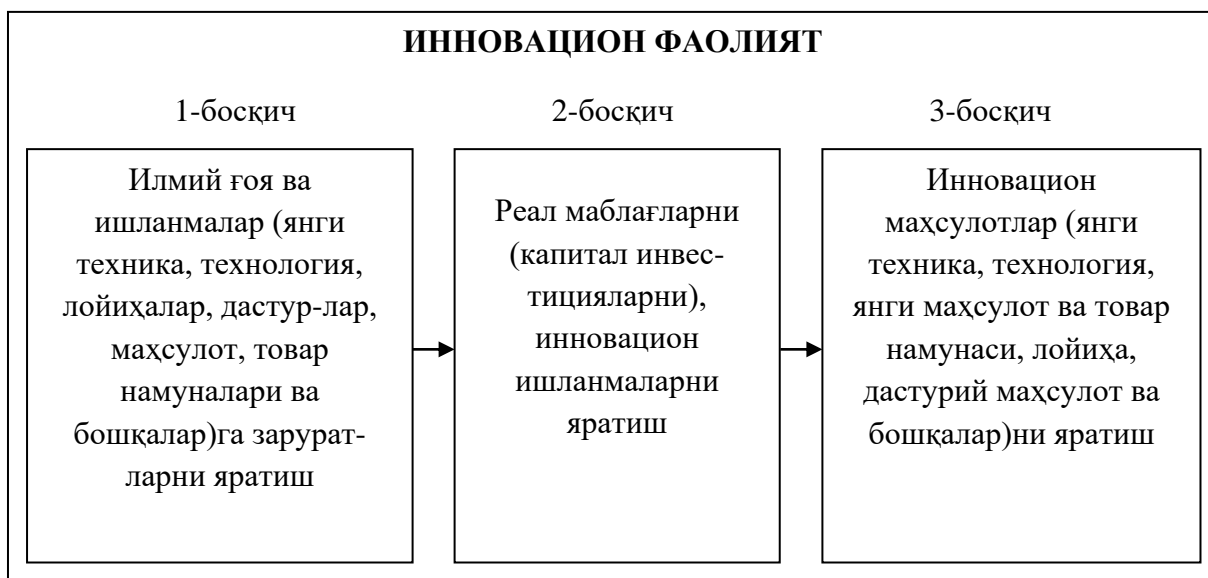 ИННОВАЦИОН ФАОЛИЯТ
1-босқич
Илмий ғоя ва
ишланмалар (янги
техника, технология,
лойиҳалар, дастур-лар,
маҳсулот, товар
намуналари ва
бошқалар)га зарурат-
ларни яратиш
2-босқич
Реал маблағларни
(капитал инвес-
тицияларни),
инновацион
ишланмаларни
яратиш
3-босқич
Инновацион
маҳсулотлар (янги
техника, технология,
янги маҳсулот ва товар
намунаси, лойиҳа,
дастурий маҳсулот ва
бошқалар)ни яратиш